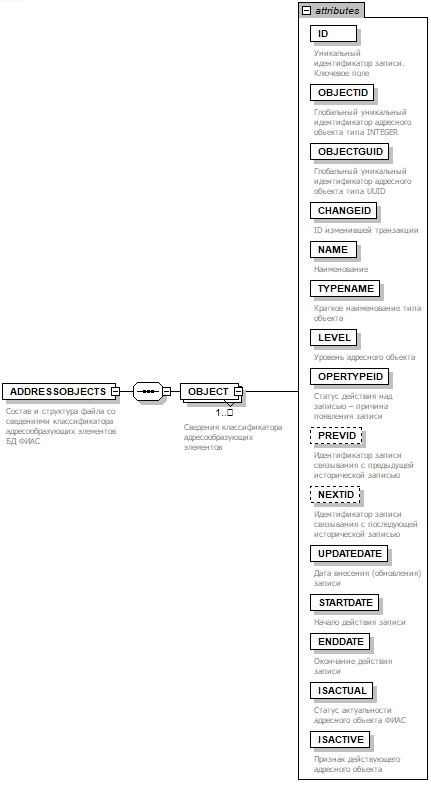 attributes
ID
Уникальный
идентификатор записи.
Ключевое поле
OBJECTID
Глобальный уникальный
идентификатор адресного
объекта типа INTEGER
OBJECTGUID
Глобальный уникальный
идентификатор адресного
объекта типа UUID
CHANGEID
ID изменившей транзакции
NAME
Наименование
TYPENAME
Краткое наименование типа
объекта
LEVEL
Уровень адресного объекта
OPERTYPEID
Статус действия над
записью – причина
появления записи
PREVID
Идентификатор записи
связывания с предыдущей
исторической записью
NEXTID
Идентификатор записи
связывания с последующей
исторической записью
UPDATEDATE
Дата внесения (обновления)
записи
STARTDATE
Начало действия записи
ENDDATE
Окончание действия
записи
ISACTUAL
Статус актуальности
адресного объекта ФИАС
ISACTIVE
Признак действующего
адресного объекта
ADDRESSOBJECTS
Состав и структура файла со
сведениями классификатора
адресообразующих элементов
БД ФИАС
OBJECT
1..□
Сведения классификатора
адресообразующих
элементов